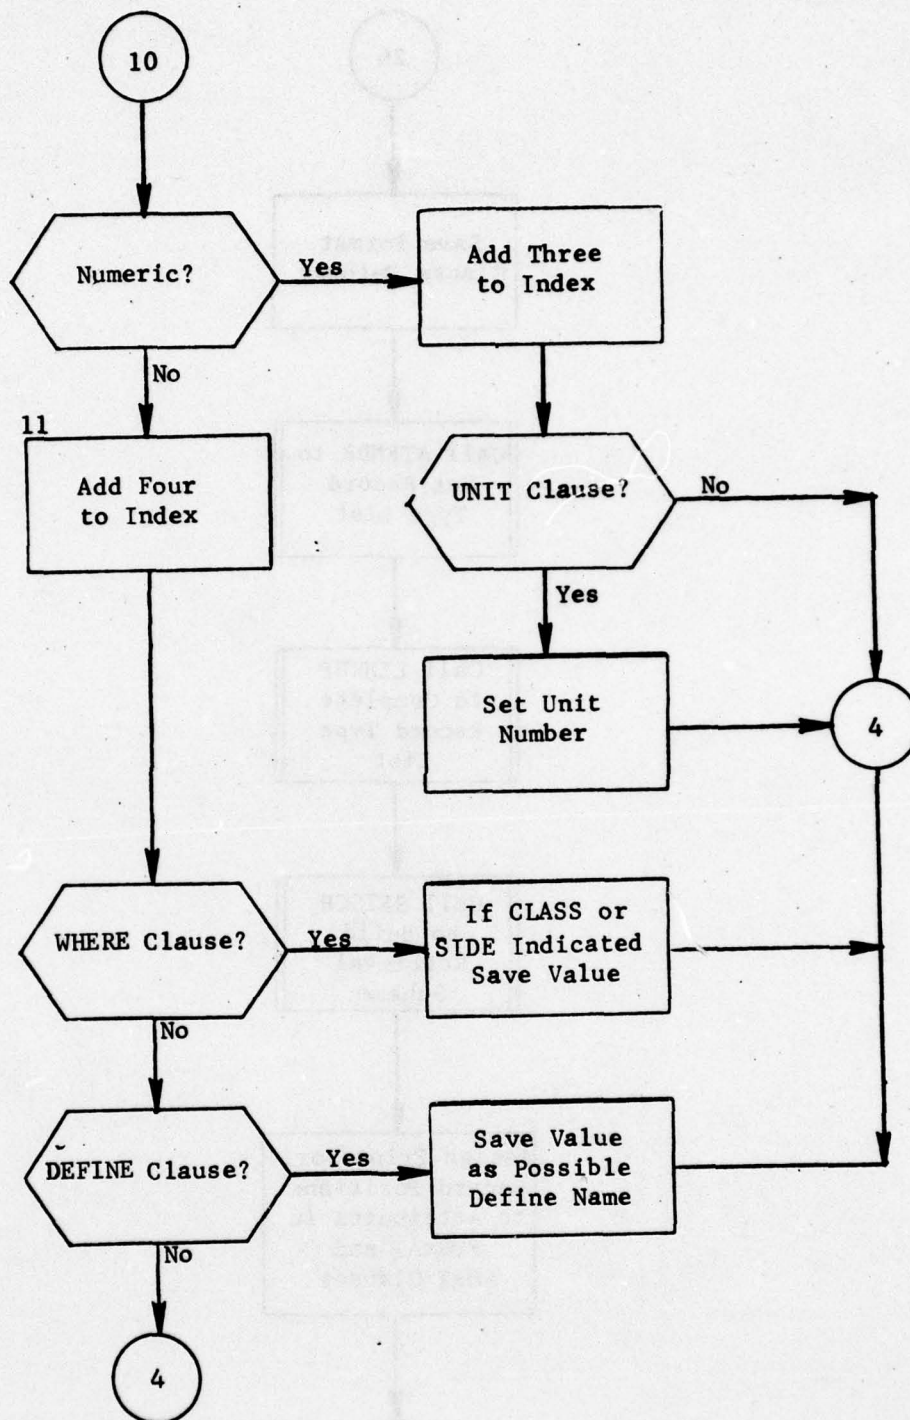 10
Numeric?
Yes
Add Three
to Index
No
11
Add Four
to Index
UNIT Clause?
No
Yes
Set Unit
Number
4
WHERE Clause?
Yes
If CLASS or
SIDE Indicated
Save Value
No
DEFINE Clause?
Yes
Save Value
as Possible
Define Name
No
4